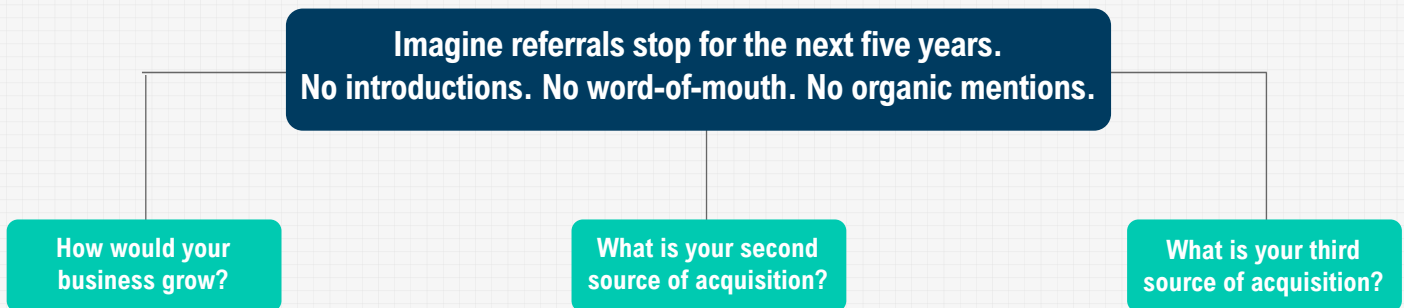 Imagine referrals stop for the next five years.
No introductions. No word-of-mouth. No organic mentions.
How would your
business grow?
What is your second
source of acquisition?
What is your third
source of acquisition?